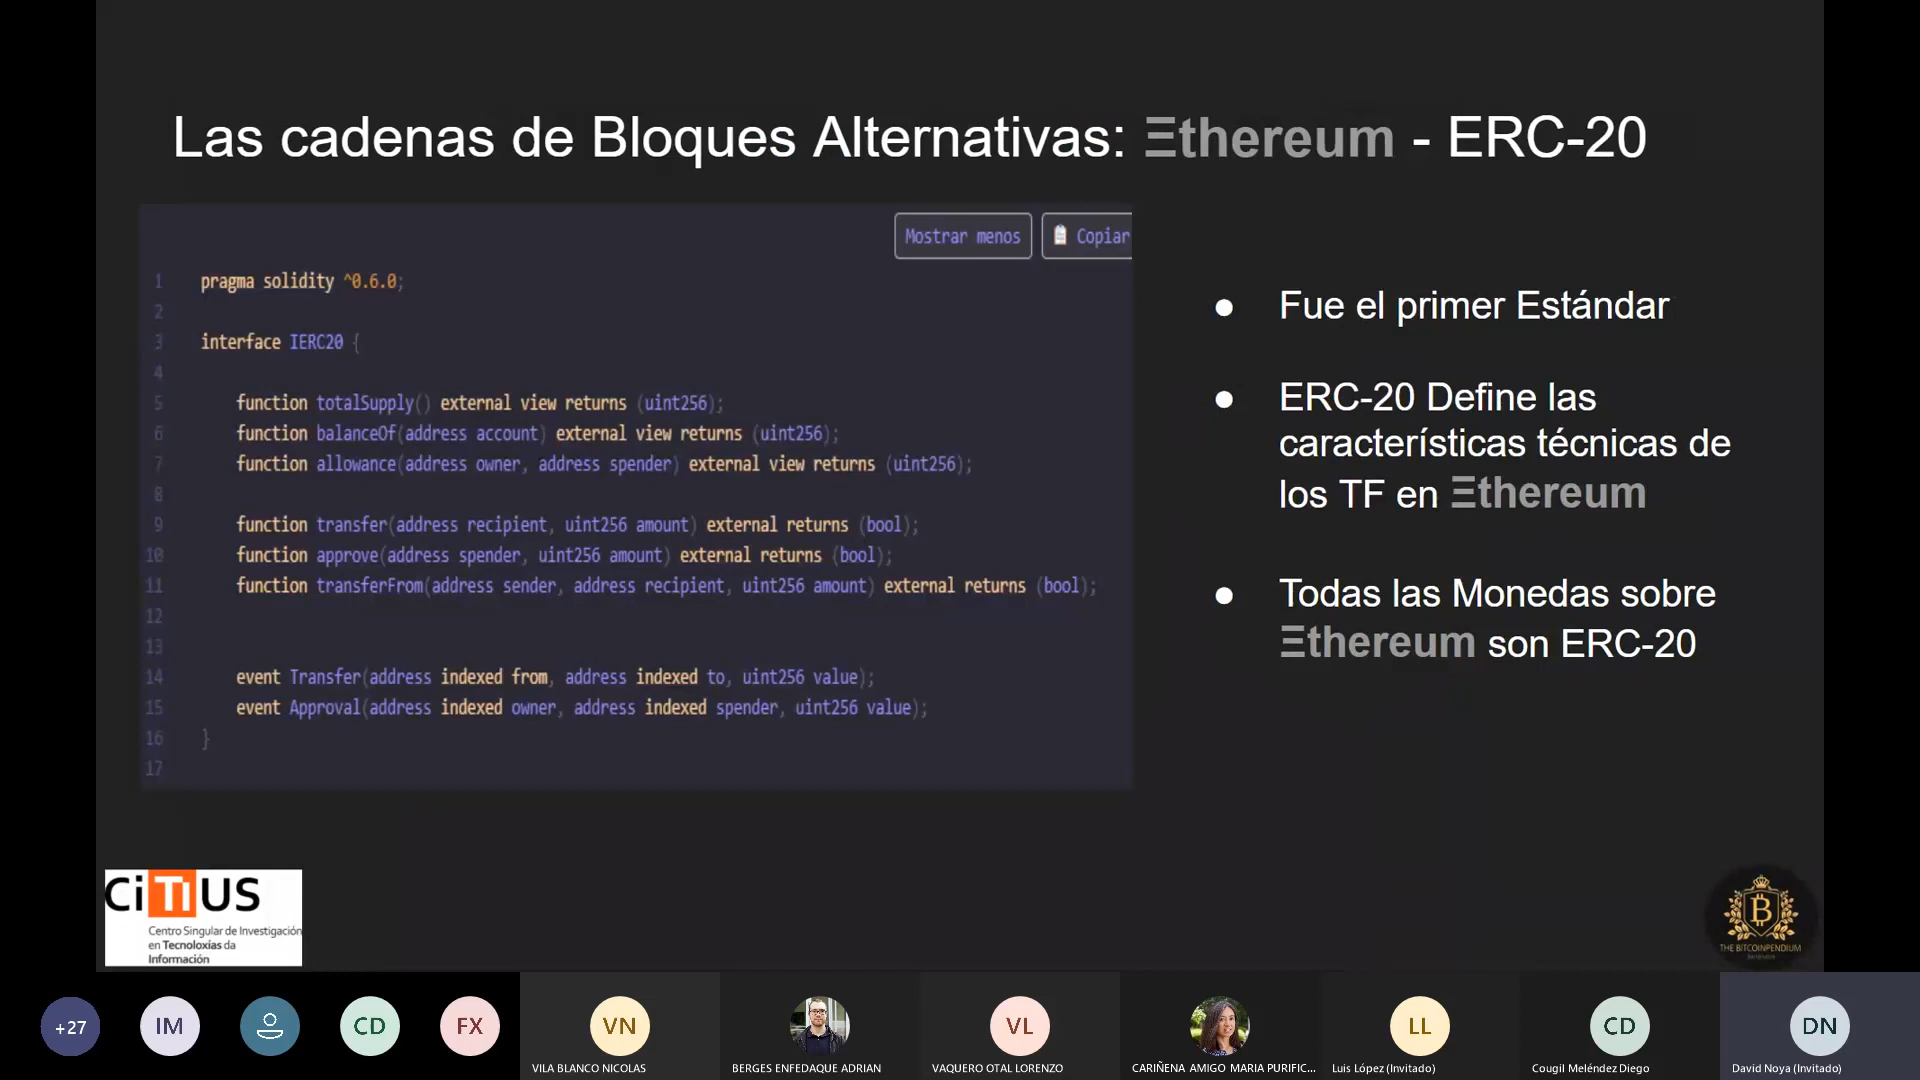 Las cadenas de Bloques Alternativas: Ξthereum - ERC-20
Mostrar menos
Copiar
1 pragma solidity ^0.6.0;
2
3 interface IERC20 {
4
5 function totalSupply() external view returns (uint256);
6 function balanceOf(address account) external view returns (uint256);
7 function allowance(address owner, address spender) external view returns (uint256);
8
9 function transfer(address recipient, uint256 amount) external returns (bool);
10 function approve(address spender, uint256 amount) external returns (bool);
11 function transferFrom(address sender, address recipient, uint256 amount) external returns (bool);
12
13
14 event Transfer(address indexed from, address indexed to, uint256 value);
15 event Approval(address indexed owner, address indexed spender, uint256 value);
16 }
17
● Fue el primer Estándar
● ERC-20 Define las
características técnicas de
los TF en Ξthereum
● Todas las Monedas sobre
Ξthereum son ERC-20
CiTIUS
Centro Singular de Investigación
en Tecnoloxías da
Información
B
THE BITCOINPENDIUM
+27
IM
CD
FX
VN
VL
LL
CD
DN
VILA BLANCO NICOLAS
BERGES ENFEDAQUE ADRIAN
VAQUERO OTAL LORENZO
CARIÑENA AMIGO MARIA PURIFIC...
Luis López (Invitado)
Cougil Meléndez Diego
David Noya (Invitado)